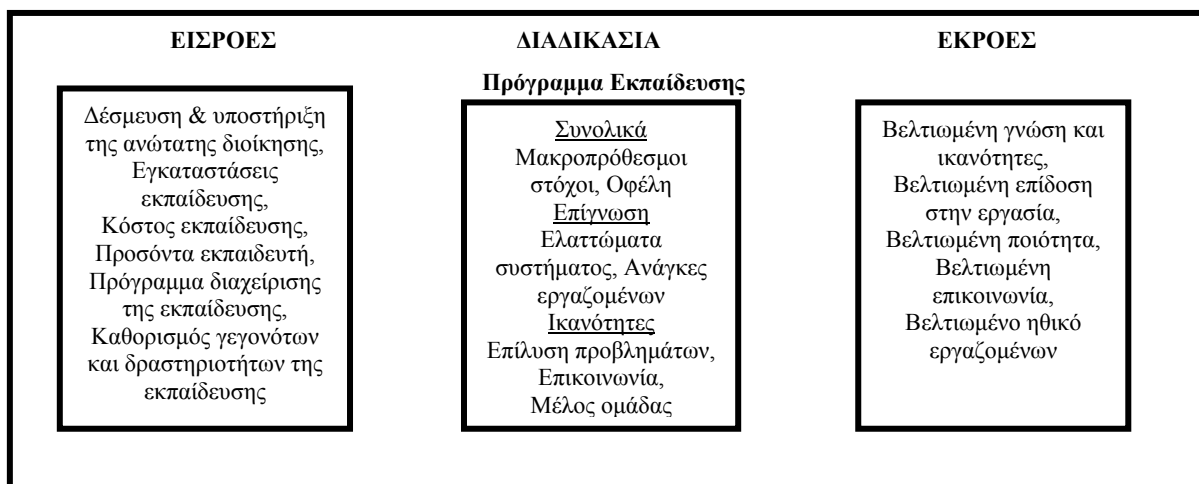 ΕΙΣΡΟΕΣ
Δέσμευση & υποστήριξη
της ανώτατης διοίκησης,
Εγκαταστάσεις
εκπαίδευσης,
Κόστος εκπαίδευσης,
Προσόντα εκπαιδευτή,
Πρόγραμμα διαχείρισης
της εκπαίδευσης,
Καθορισμός γεγονότων
και δραστηριοτήτων της
εκπαίδευσης
ΔΙΑΔΙΚΑΣΙΑ
Πρόγραμμα Εκπαίδευσης
Συνολικά
Μακροπρόθεσμοι
στόχοι, Οφέλη
Επίγνωση
Ελαττώματα
συστήματος, Ανάγκες
εργαζομένων
Ικανότητες
Επίλυση προβλημάτων,
Επικοινωνία,
Μέλος ομάδας
ΕΚΡΟΕΣ
Βελτιωμένη γνώση και
ικανότητες,
Βελτιωμένη επίδοση
στην εργασία,
Βελτιωμένη ποιότητα,
Βελτιωμένη
επικοινωνία,
Βελτιωμένο ηθικό
εργαζομένων